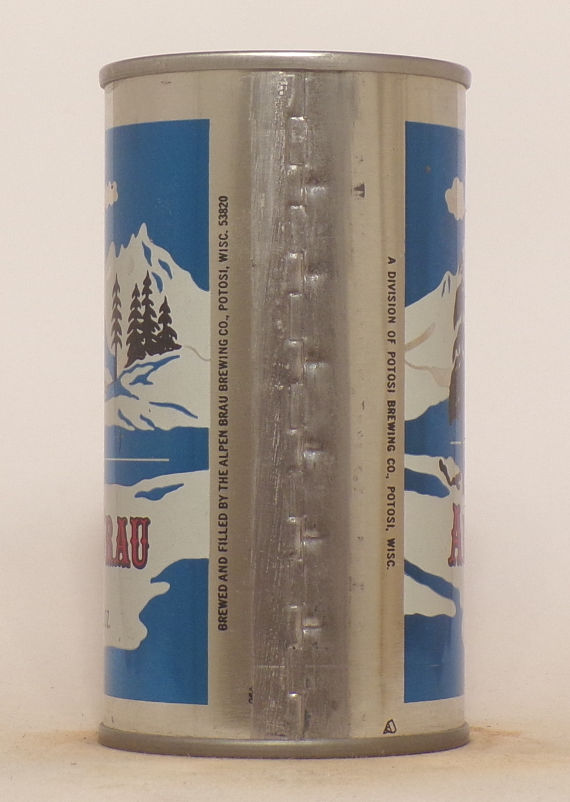 BREWED AND FILLED BY THE ALPEN BRAU BREWING CO., POTOSI, WISC. 53820
A DIVISION OF POTOSI BREWING CO., POTOSI, WISC.
RAU
A
Z.